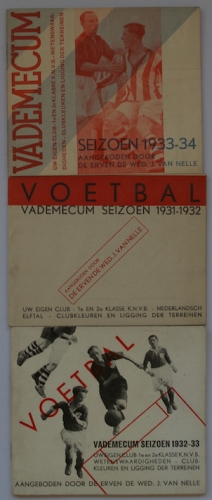 VADEMECUM
UW EIGEN CLUB · 1e EN 2e KLASSE K.N.V.B. · WETENSWAAR-
DIGHEDEN · CLUBKLEUREN EN LIGGING DER TERREINEN
SEIZOEN 1933-34
AANGEBODEN DOOR
DE ERVEN DE WED. J. VAN NELLE
VOETBAL
VADEMECUM SEIZOEN 1931-1932
AANGEBODEN DOOR
DE ERVEN DE WED. J. VAN NELLE
UW EIGEN CLUB - 1e EN 2e KLASSE K.N.V.B. - NEDERLANDSCH
ELFTAL - CLUBKLEUREN EN LIGGING DER TERREINEN
VOETBAL
VADEMECUM SEIZOEN 1932-33
UW EIGEN CLUB · 1e en 2e KLASSE K.N.V.B.
WETENSWAARDIGHEDEN - CLUB-
KLEUREN EN LIGGING DER TERREINEN
AANGEBODEN DOOR DE ERVEN DE WED. J. VAN NELLE